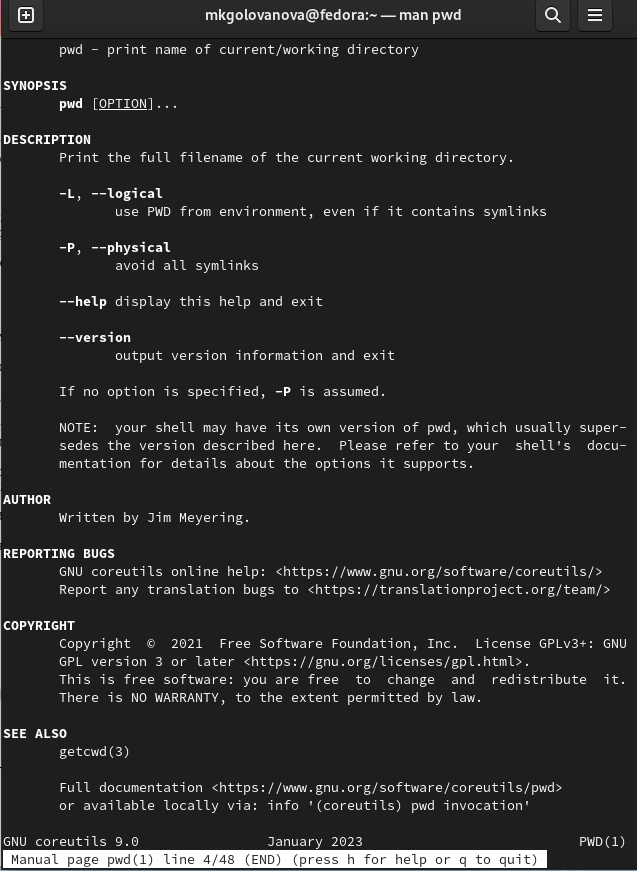 mkgolovanova@fedora:~ — man pwd
pwd - print name of current/working directory
SYNOPSIS
pwd [OPTION]...
DESCRIPTION
Print the full filename of the current working directory.
-L, --logical
use PWD from environment, even if it contains symlinks
-P, --physical
avoid all symlinks
--help display this help and exit
--version
output version information and exit
If no option is specified, -P is assumed.
NOTE:  your shell may have its own version of pwd, which usually super-
sedes the version described here.  Please refer to your  shell's  docu-
mentation for details about the options it supports.
AUTHOR
Written by Jim Meyering.
REPORTING BUGS
GNU coreutils online help: <https://www.gnu.org/software/coreutils/>
Report any translation bugs to <https://translationproject.org/team/>
COPYRIGHT
Copyright  ©  2021  Free Software Foundation, Inc.  License GPLv3+: GNU
GPL version 3 or later <https://gnu.org/licenses/gpl.html>.
This is free software: you are free  to  change  and  redistribute  it.
There is NO WARRANTY, to the extent permitted by law.
SEE ALSO
getcwd(3)
Full documentation <https://www.gnu.org/software/coreutils/pwd>
or available locally via: info '(coreutils) pwd invocation'
GNU coreutils 9.0                January 2023                           PWD(1)
Manual page pwd(1) line 4/48 (END) (press h for help or q to quit)